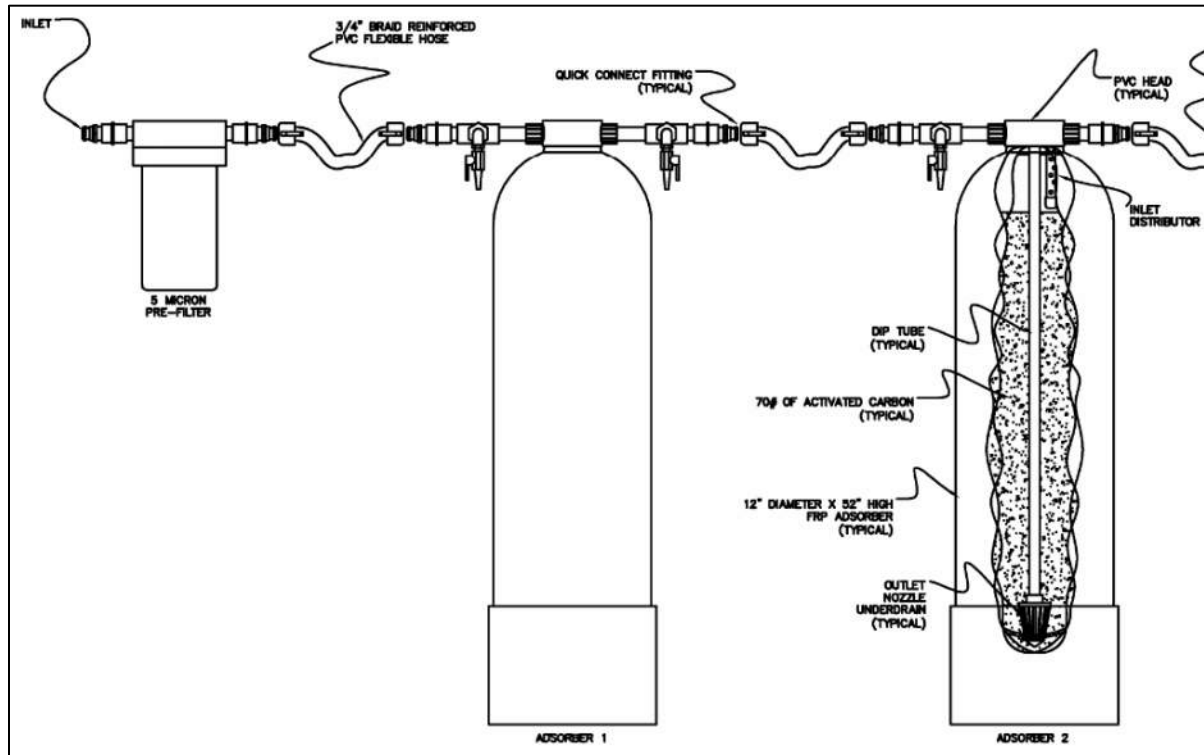 INLET
3/4" BRAID REINFORCED
PVC FLEXIBLE HOSE
QUICK CONNECT FITTING
(TYPICAL)
PVC HEAD
(TYPICAL)
INLET
DISTRIBUTOR
5 MICRON
PRE-FILTER
DIP TUBE
(TYPICAL)
70# OF ACTIVATED CARBON
(TYPICAL)
12" DIAMETER X 52" HIGH
FRP ADSORBER
(TYPICAL)
OUTLET
NOZZLE
UNDERDRAIN
(TYPICAL)
ADSORBER 1
ADSORBER 2